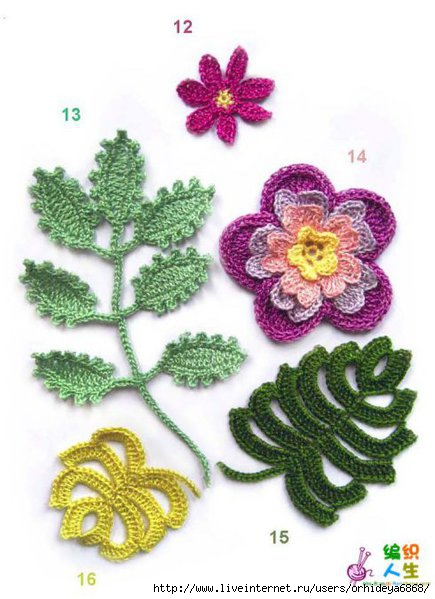 12
13
14
15
16
编织
人生
http://www.liveinternet.ru/users/orhideya6868/